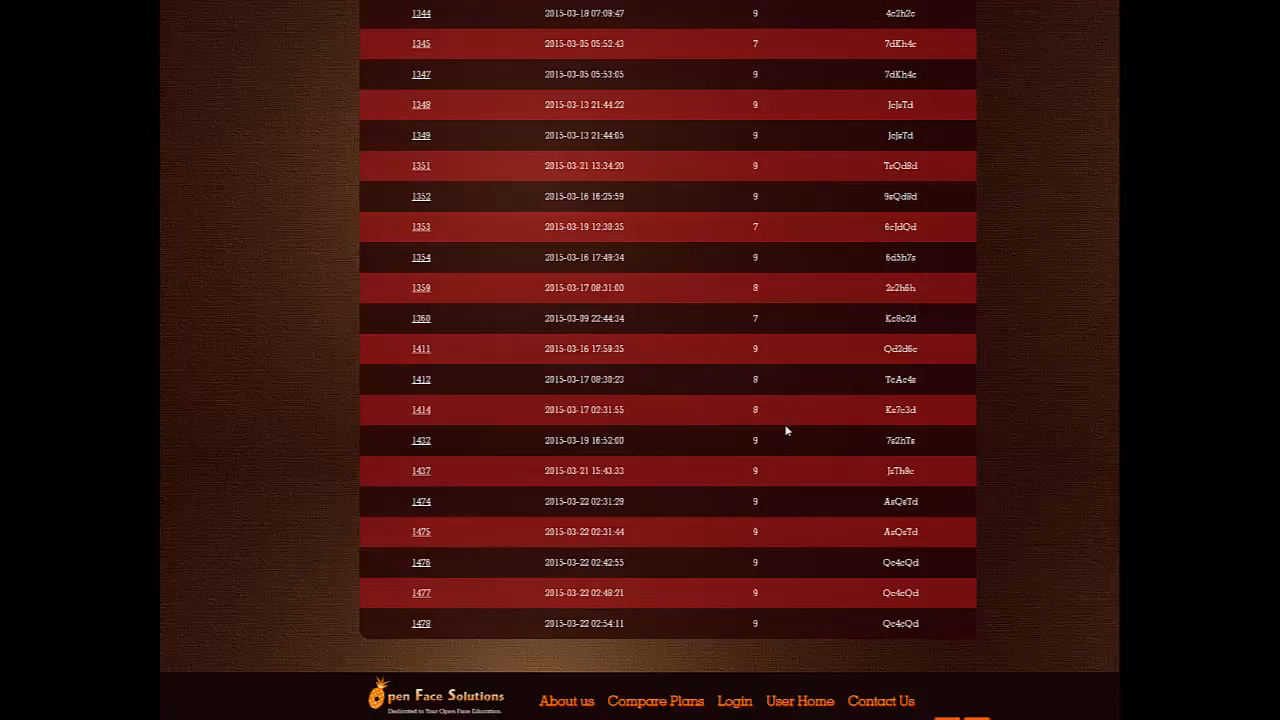 1344 2015-03-18 07:09:47 9 4c2h2c
1345 2015-03-05 05:52:43 7 7dKh4c
1347 2015-03-05 05:53:05 9 7dKh4c
1348 2015-03-13 21:44:22 9 JcJsTd
1349 2015-03-13 21:44:05 9 JcJsTd
1351 2015-03-21 13:34:20 9 TsQd8d
1352 2015-03-16 16:25:59 9 9sQd8d
1353 2015-03-19 12:30:35 7 6cJdQd
1354 2015-03-16 17:49:34 9 6d5h7s
1359 2015-03-17 08:31:00 8 2s2h6h
1360 2015-03-09 22:44:34 7 Kc8c2d
1411 2015-03-16 17:59:35 9 Qd2d6c
1412 2015-03-17 08:30:23 8 TcAc4s
1414 2015-03-17 02:31:55 8 Ks7c3d
1432 2015-03-19 16:52:00 9 7s2hTs
1437 2015-03-21 15:43:33 9 JsTh9c
1474 2015-03-22 02:31:29 9 AsQsTd
1475 2015-03-22 02:31:44 9 AsQsTd
1476 2015-03-22 02:42:55 9 Qc4cQd
1477 2015-03-22 02:48:21 9 Qc4cQd
1478 2015-03-22 02:54:11 9 Qc4cQd
pen Face Solutions
Dedicated to Your Open Face Education.
About us Compare Plans Login User Home Contact Us